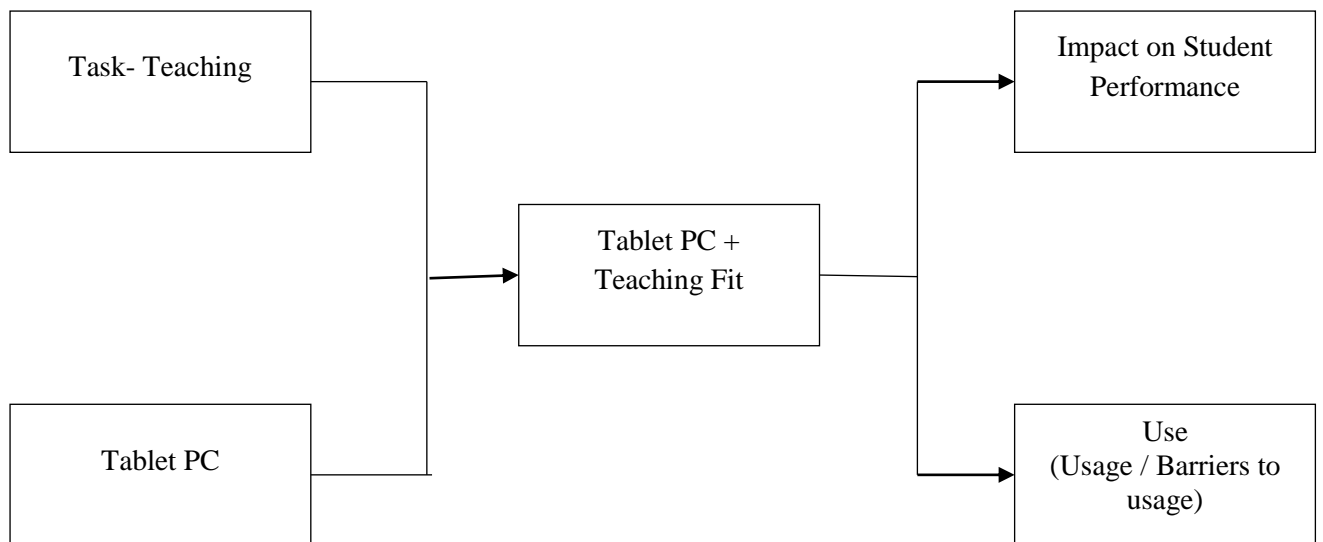 Task- Teaching
Impact on Student
Performance
Tablet PC +
Teaching Fit
Tablet PC
Use
(Usage / Barriers to
usage)